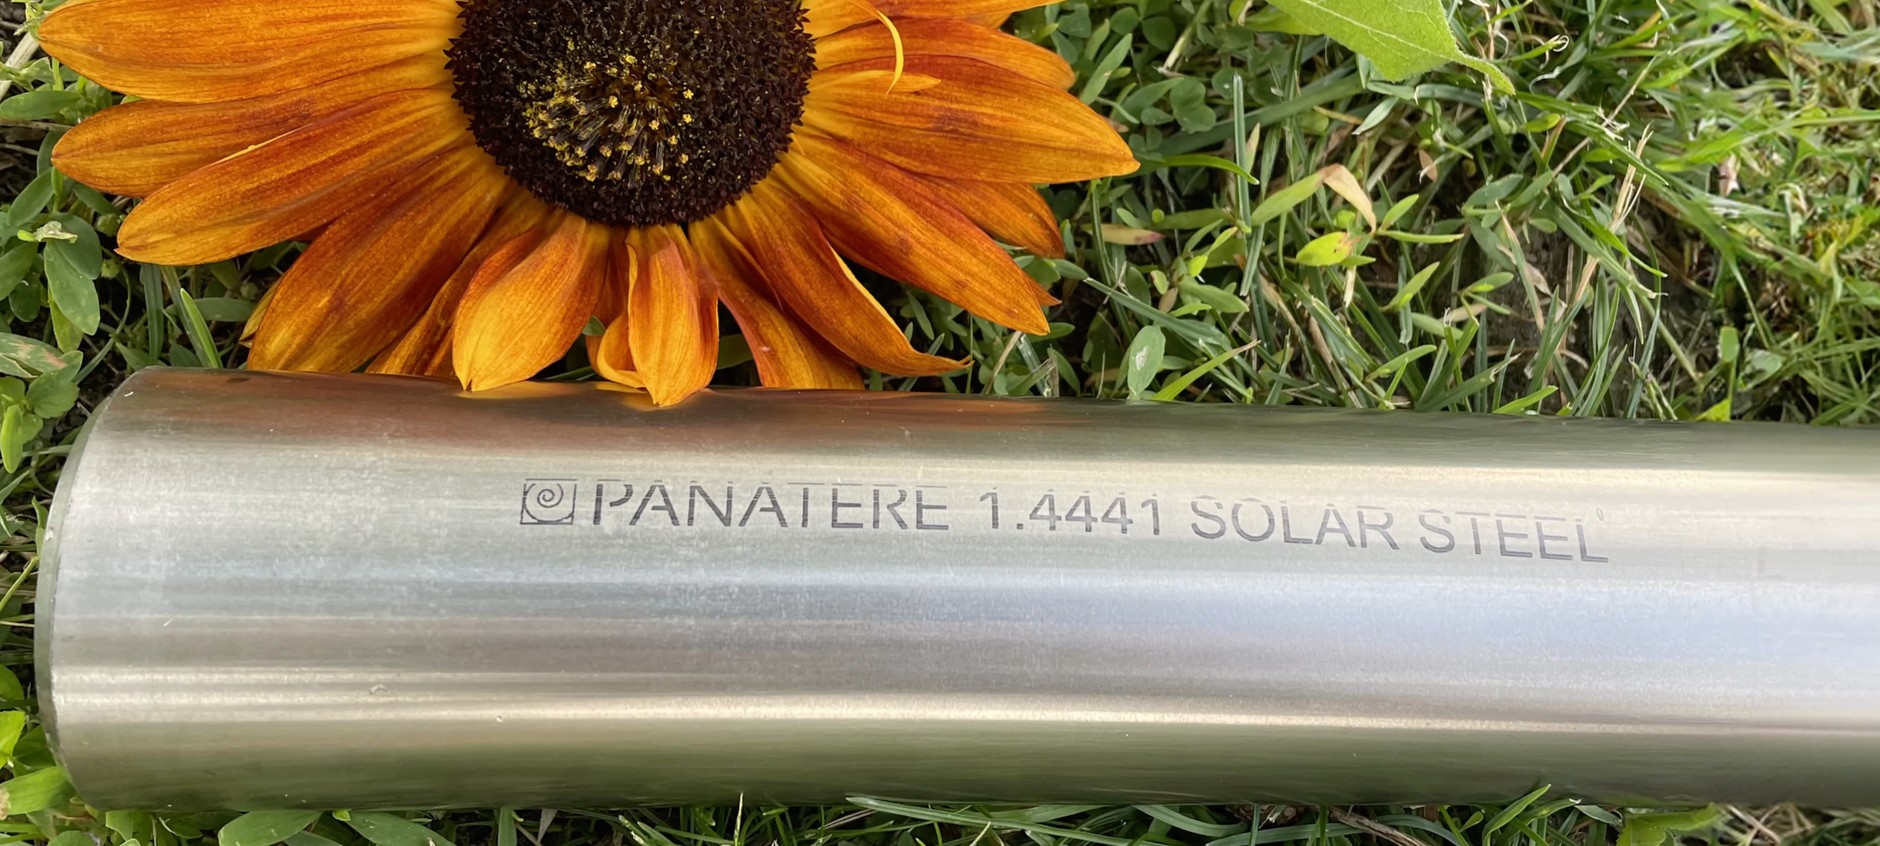 PANATERE 1.4441 SOLAR STEEL